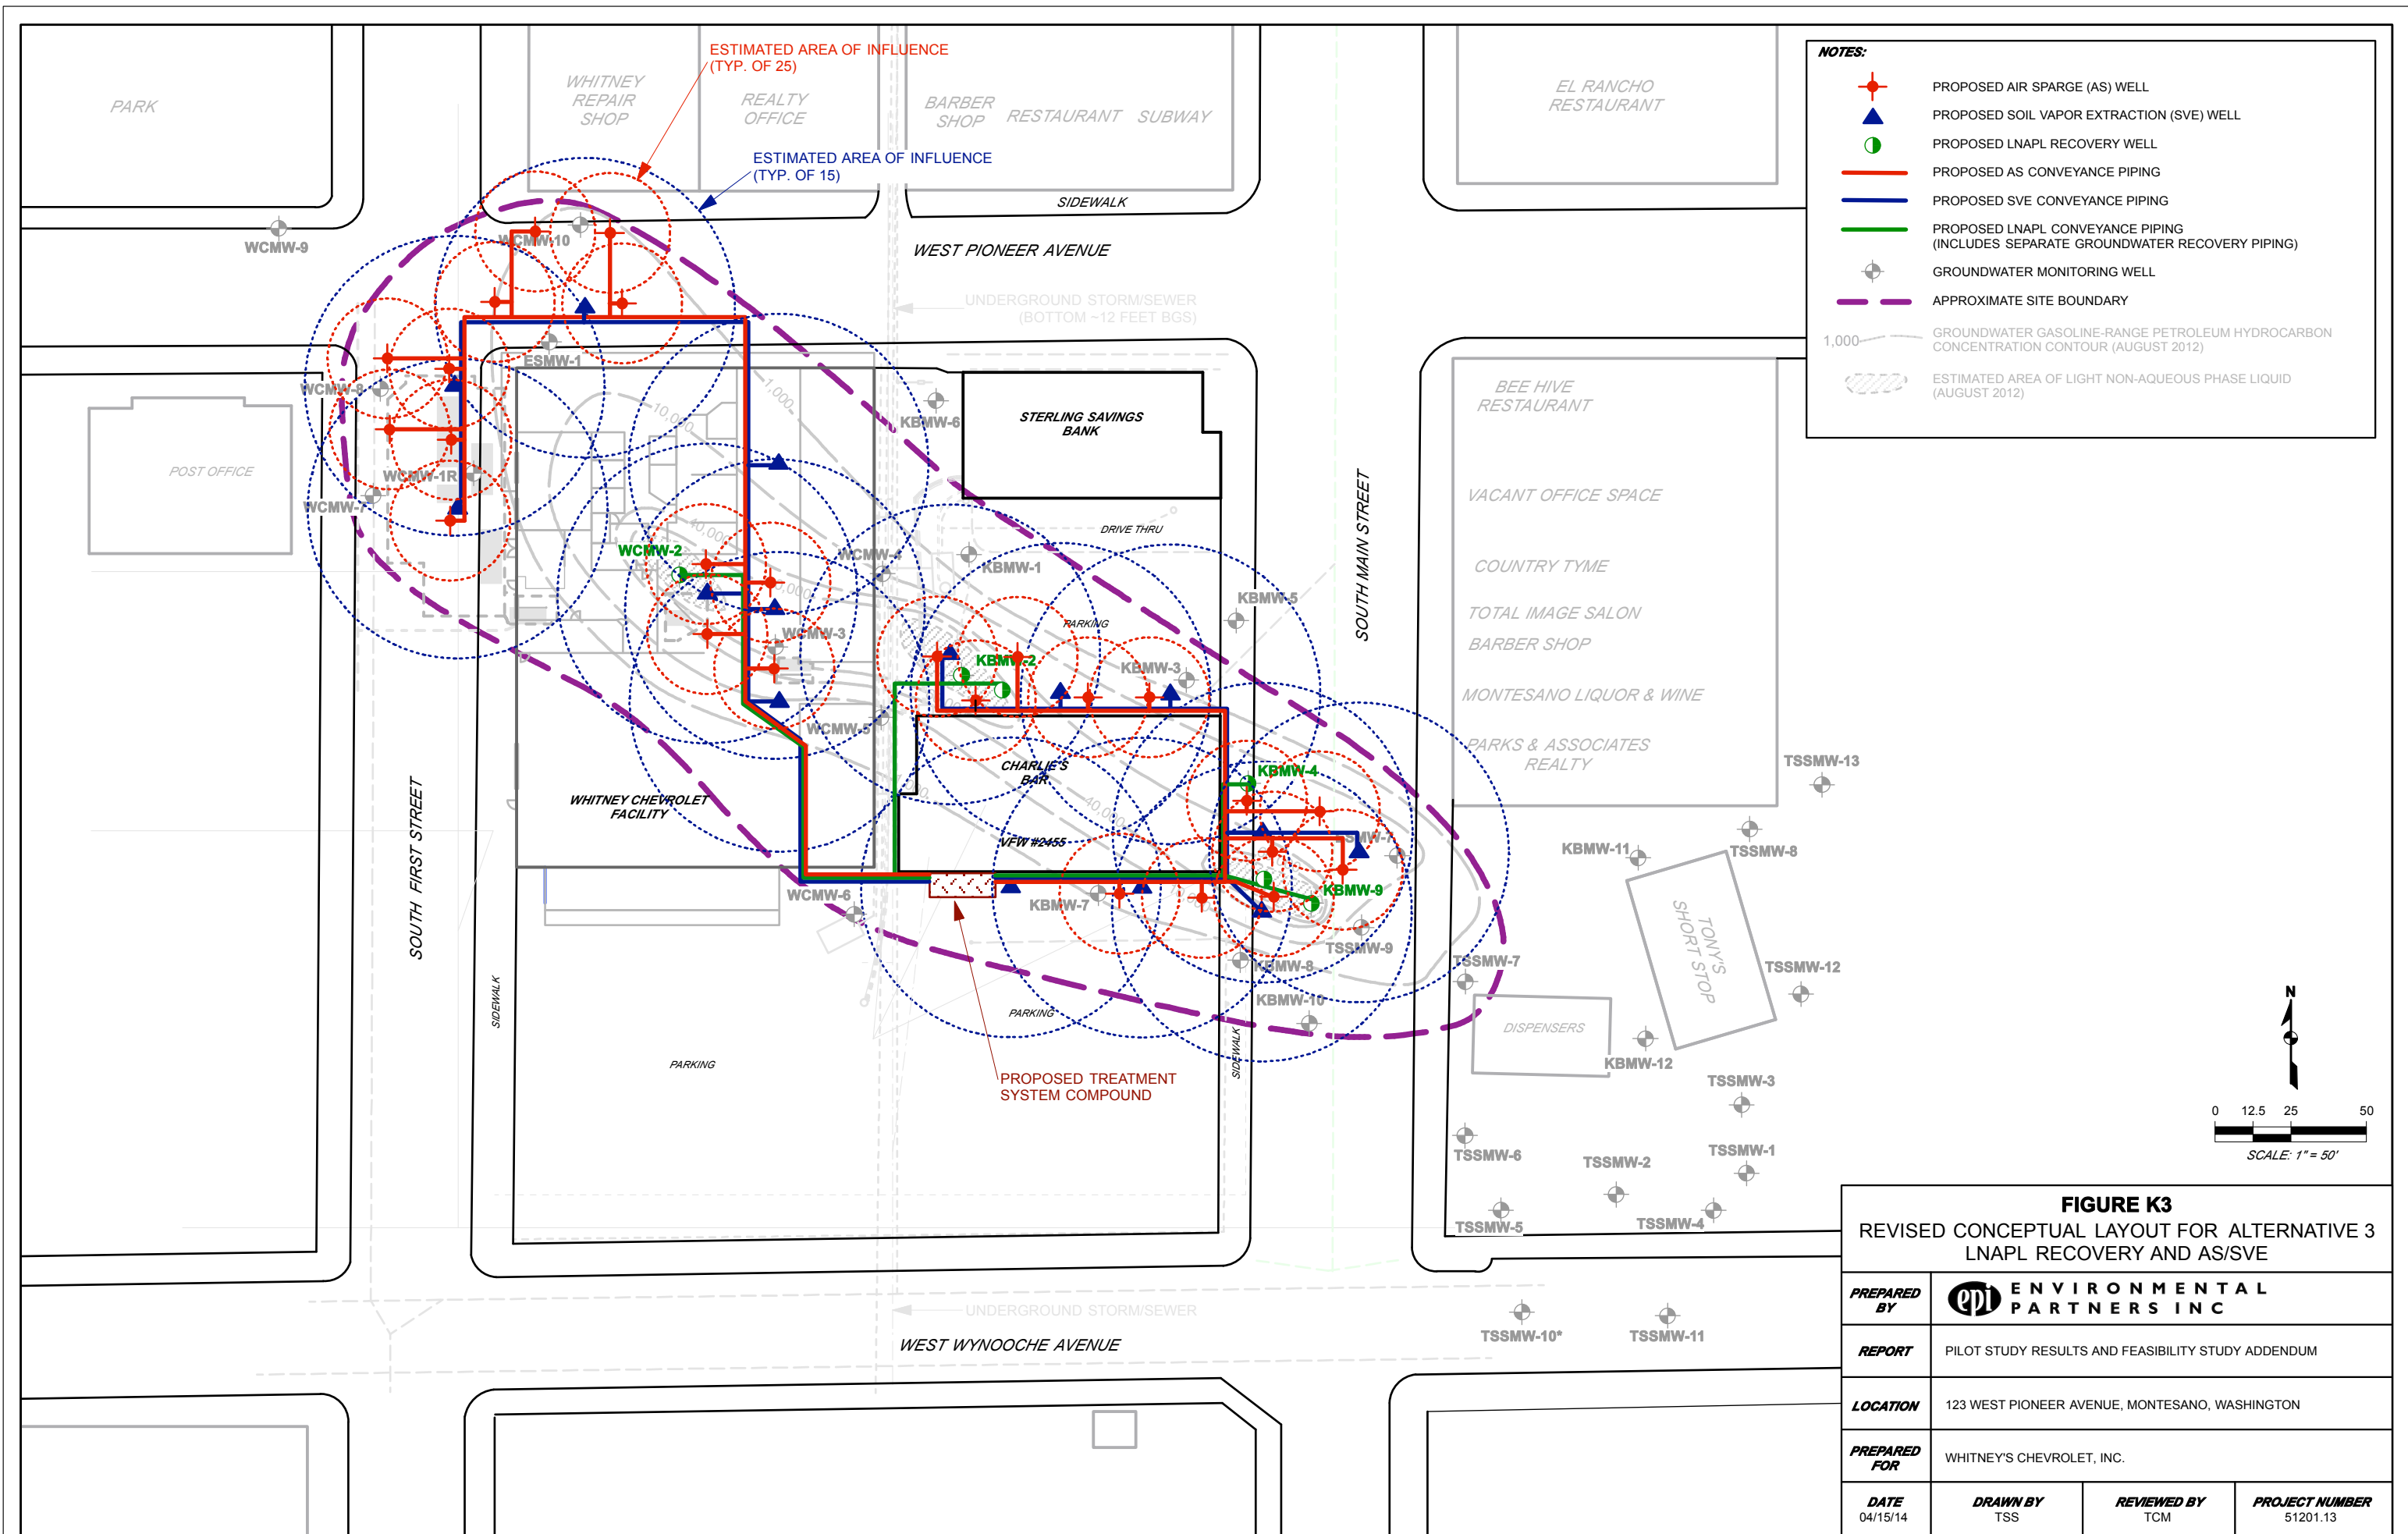 ESTIMATED AREA OF INFLUENCE
(TYP. OF 25)
ESTIMATED AREA OF INFLUENCE
(TYP. OF 15)
PARK
WHITNEY
REPAIR
SHOP
REALTY
OFFICE
BARBER
SHOP
RESTAURANT
SUBWAY
EL RANCHO
RESTAURANT
SIDEWALK
WEST PIONEER AVENUE
UNDERGROUND STORM/SEWER
(BOTTOM ~12 FEET BGS)
NOTES:
PROPOSED AIR SPARGE (AS) WELL
PROPOSED SOIL VAPOR EXTRACTION (SVE) WELL
PROPOSED LNAPL RECOVERY WELL
PROPOSED AS CONVEYANCE PIPING
PROPOSED SVE CONVEYANCE PIPING
PROPOSED LNAPL CONVEYANCE PIPING
(INCLUDES SEPARATE GROUNDWATER RECOVERY PIPING)
GROUNDWATER MONITORING WELL
APPROXIMATE SITE BOUNDARY
1,000
GROUNDWATER GASOLINE-RANGE PETROLEUM HYDROCARBON
CONCENTRATION CONTOUR (AUGUST 2012)
ESTIMATED AREA OF LIGHT NON-AQUEOUS PHASE LIQUID
(AUGUST 2012)
WCMW-9
WCMW-10
ESMW-1
WCMW-8
WCMW-1R
WCMW-7
POST OFFICE
1,000
10,000
40,000
WCMW-2
WCMW-3
WCMW-4
WCMW-5
WCMW-6
KBMW-6
STERLING SAVINGS
BANK
DRIVE THRU
KBMW-1
KBMW-5
PARKING
KBMW-2
KBMW-3
CHARLIE'S
BAR
40,000
VFW #2455
WHITNEY CHEVROLET
FACILITY
KBMW-4
KBMW-9
KBMW-7
KBMW-8
KBMW-10
TSSMW-9
TSSMW-7
SOUTH FIRST STREET
SIDEWALK
SOUTH MAIN STREET
SIDEWALK
PARKING
PARKING
PROPOSED TREATMENT
SYSTEM COMPOUND
BEE HIVE
RESTAURANT
VACANT OFFICE SPACE
COUNTRY TYME
TOTAL IMAGE SALON
BARBER SHOP
MONTESANO LIQUOR & WINE
PARKS & ASSOCIATES
REALTY
TSSMW-13
KBMW-11
TSSMW-8
TONY'S
SHORT STOP
TSSMW-12
DISPENSERS
KBMW-12
TSSMW-3
TSSMW-6
TSSMW-2
TSSMW-1
TSSMW-5
TSSMW-4
TSSMW-10*
TSSMW-11
UNDERGROUND STORM/SEWER
WEST WYNOOCHE AVENUE
N
0 12.5 25 50
SCALE: 1" = 50'
FIGURE K3
REVISED CONCEPTUAL LAYOUT FOR ALTERNATIVE 3
LNAPL RECOVERY AND AS/SVE
PREPARED
BY
epi ENVIRONMENTAL
PARTNERS INC
REPORT
PILOT STUDY RESULTS AND FEASIBILITY STUDY ADDENDUM
LOCATION
123 WEST PIONEER AVENUE, MONTESANO, WASHINGTON
PREPARED
FOR
WHITNEY'S CHEVROLET, INC.
DATE
04/15/14
DRAWN BY
TSS
REVIEWED BY
TCM
PROJECT NUMBER
51201.13